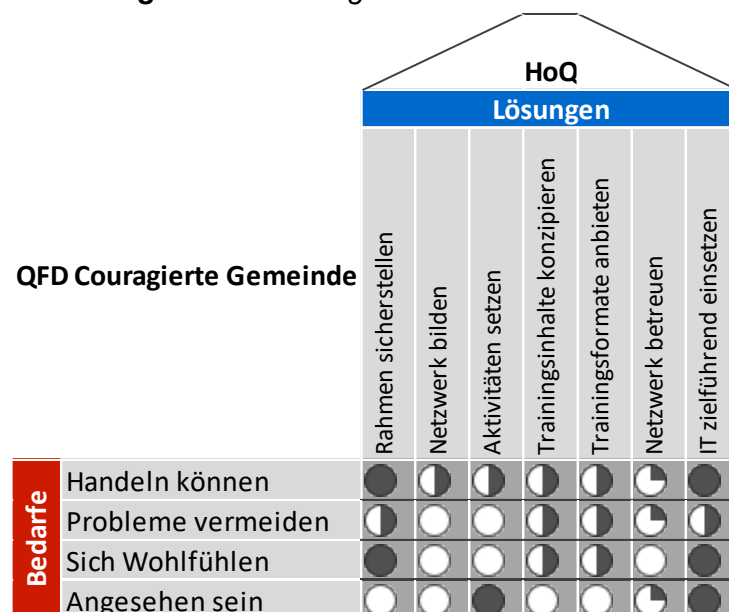 HoQ
Lösungen
QFD Couragierte Gemeinde
Rahmen sicherstellen
Netzwerk bilden
Aktivitäten setzen
Trainingsinhalte konzipieren
Trainingsformate anbieten
Netzwerk betreuen
IT zielführend einsetzen
Bedarfe
Handeln können
Probleme vermeiden
Sich Wohlfühlen
Angesehen sein